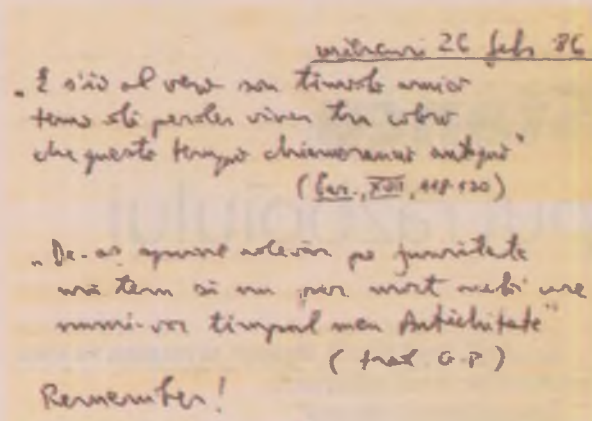 miercuri 26 feb 86
„E s'io al vero son timido amico
temo di perder viver tra coloro
che questo tempo chiameranno antiquo"
(Par., XVII, 118-120)
„De-aș spune adevăr pe jumătate
mă tem să nu par mort
numi-vor timpul meu Antichitate"
(trad. G.P)
Remember!